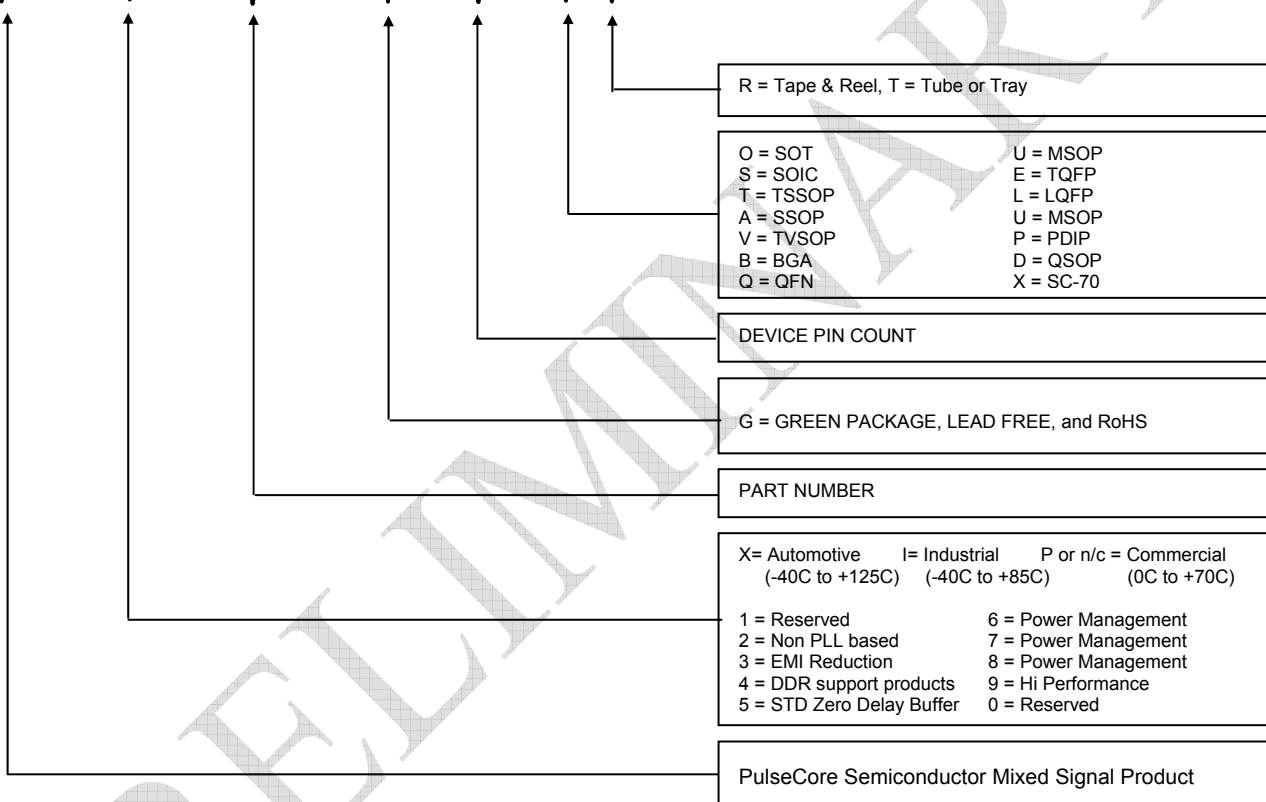 R = Tape & Reel, T = Tube or Tray
O = SOT U = MSOP
S = SOIC E = TQFP
T = TSSOP L = LQFP
A = SSOP U = MSOP
V = TVSOP P = PDIP
B = BGA D = QSOP
Q = QFN X = SC-70
DEVICE PIN COUNT
G = GREEN PACKAGE, LEAD FREE, and RoHS
PART NUMBER
X= Automotive I= Industrial P or n/c = Commercial
(-40C to +125C) (-40C to +85C) (0C to +70C)
1 = Reserved 6 = Power Management
2 = Non PLL based 7 = Power Management
3 = EMI Reduction 8 = Power Management
4 = DDR support products 9 = Hi Performance
5 = STD Zero Delay Buffer 0 = Reserved
PulseCore Semiconductor Mixed Signal Product
ELIMINAR